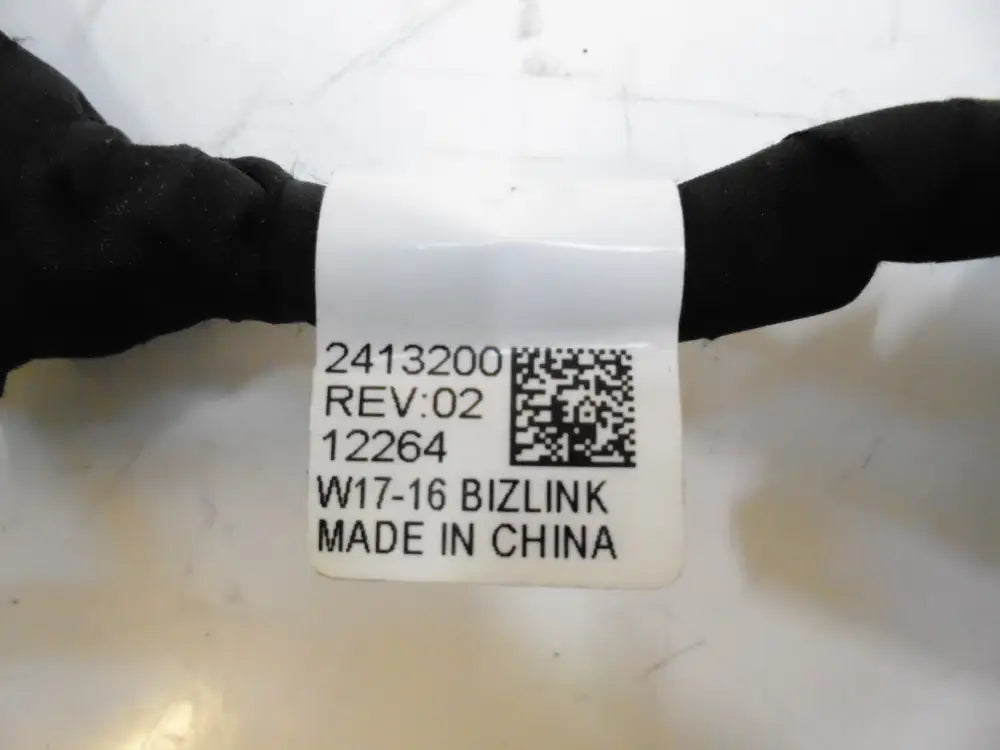 2413200
REV:02
12264
W17-16 BIZLINK
MADE IN CHINA